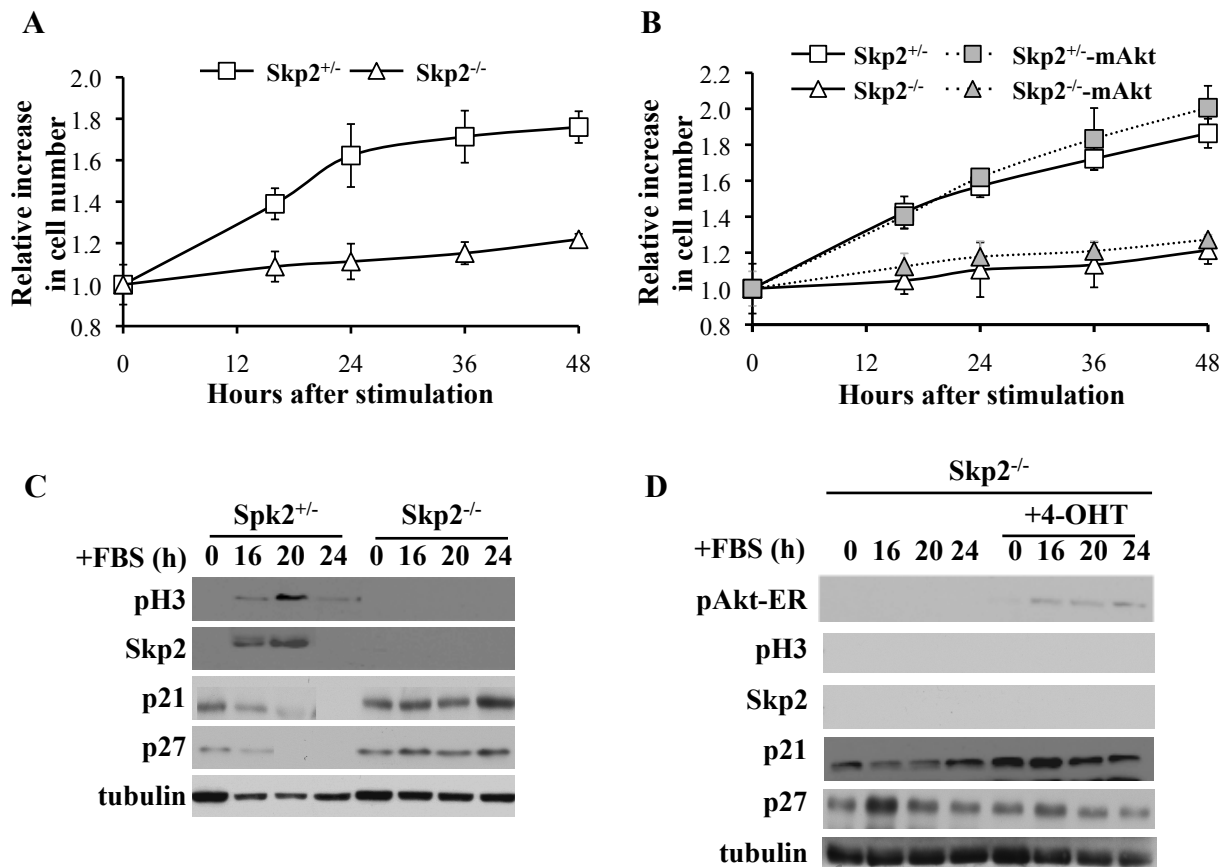 A
Skp2+/- Skp2-/-
Relative increase
in cell number
2.0
1.8
1.6
1.4
1.2
1.0
0.8
0 12 24 36 48
Hours after stimulation
B
Skp2+/- Skp2+/--mAkt
Skp2-/- Skp2-/--mAkt
Relative increase
in cell number
2.2
2.0
1.8
1.6
1.4
1.2
1.0
0.8
0 12 24 36 48
Hours after stimulation
C
Spk2+/- Skp2-/-
+FBS (h) 0 16 20 24 0 16 20 24
pH3
Skp2
p21
p27
tubulin
D
Skp2-/-
+4-OHT
+FBS (h) 0 16 20 24 0 16 20 24
pAkt-ER
pH3
Skp2
p21
p27
tubulin